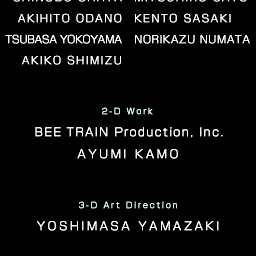 AKIHITO ODANO KENTO SASAKI
TSUBASA YOKOYAMA NORIKAZU NUMATA
AKIKO SHIMIZU
2-D Work
BEE TRAIN Production, Inc.
AYUMI KAMO
3-D Art Direction
YOSHIMASA YAMAZAKI